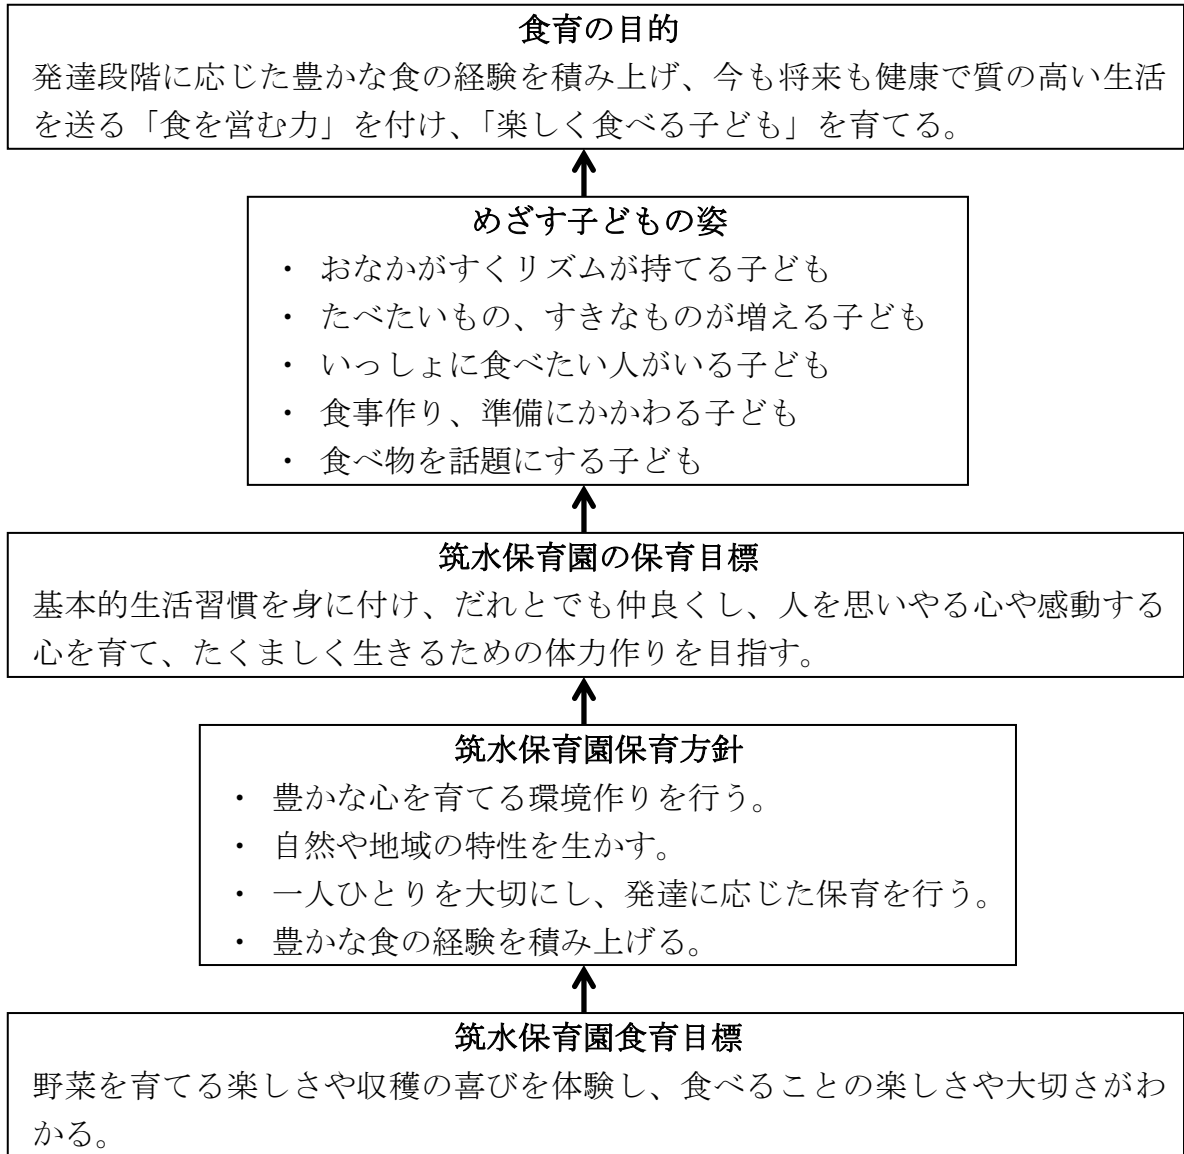 食育の目的
発達段階に応じた豊かな食の経験を積み上げ、今も将来も健康で質の高い生活
を送る「食を営む力」を付け、「楽しく食べる子ども」を育てる。
めざす子どもの姿
・ おなかがすくリズムが持てる子ども
・ たべたいもの、すきなものが増える子ども
・ いっしょに食べたい人がいる子ども
・ 食事作り、準備にかかわる子ども
・ 食べ物を話題にする子ども
筑水保育園の保育目標
基本的生活習慣を身に付け、だれとでも仲良くし、人を思いやる心や感動する
心を育て、たくましく生きるための体力作りを目指す。
筑水保育園保育方針
・ 豊かな心を育てる環境作りを行う。
・ 自然や地域の特性を生かす。
・ 一人ひとりを大切にし、発達に応じた保育を行う。
・ 豊かな食の経験を積み上げる。
筑水保育園食育目標
野菜を育てる楽しさや収穫の喜びを体験し、食べることの楽しさや大切さがわ
かる。